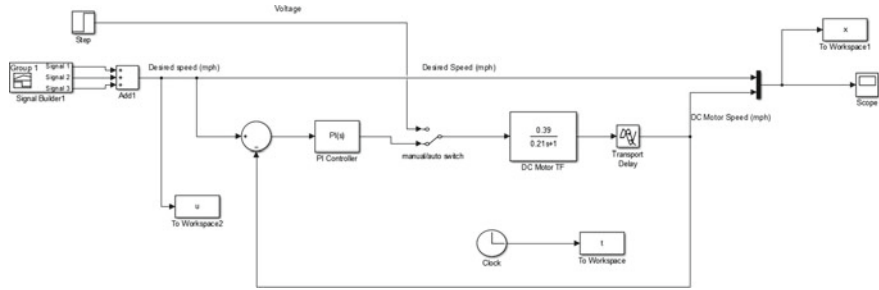 Voltage
Step
x
To Workspace1
Group 1
Signal 1
Signal 2
Signal 3
Signal Builder1
+
+
+
Add1
Desired speed (mph)
Desired Speed (mph)
Scope
DC Motor Speed (mph)
+
−
PI(s)
PI Controller
manual/auto switch
0.39
0.21s+1
DC Motor TF
Transport
Delay
u
To Workspace2
Clock
t
To Workspace